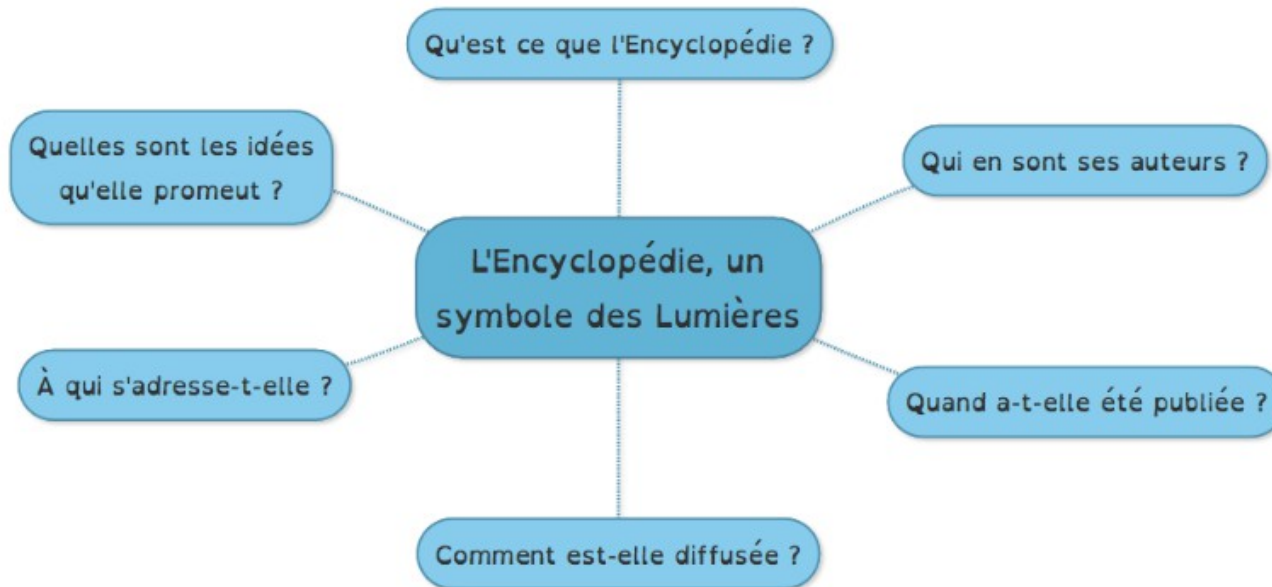 Qu'est ce que l'Encyclopédie ?
Quelles sont les idées
qu'elle promeut ?
Qui en sont ses auteurs ?
L'Encyclopédie, un
symbole des Lumières
À qui s'adresse-t-elle ?
Quand a-t-elle été publiée ?
Comment est-elle diffusée ?